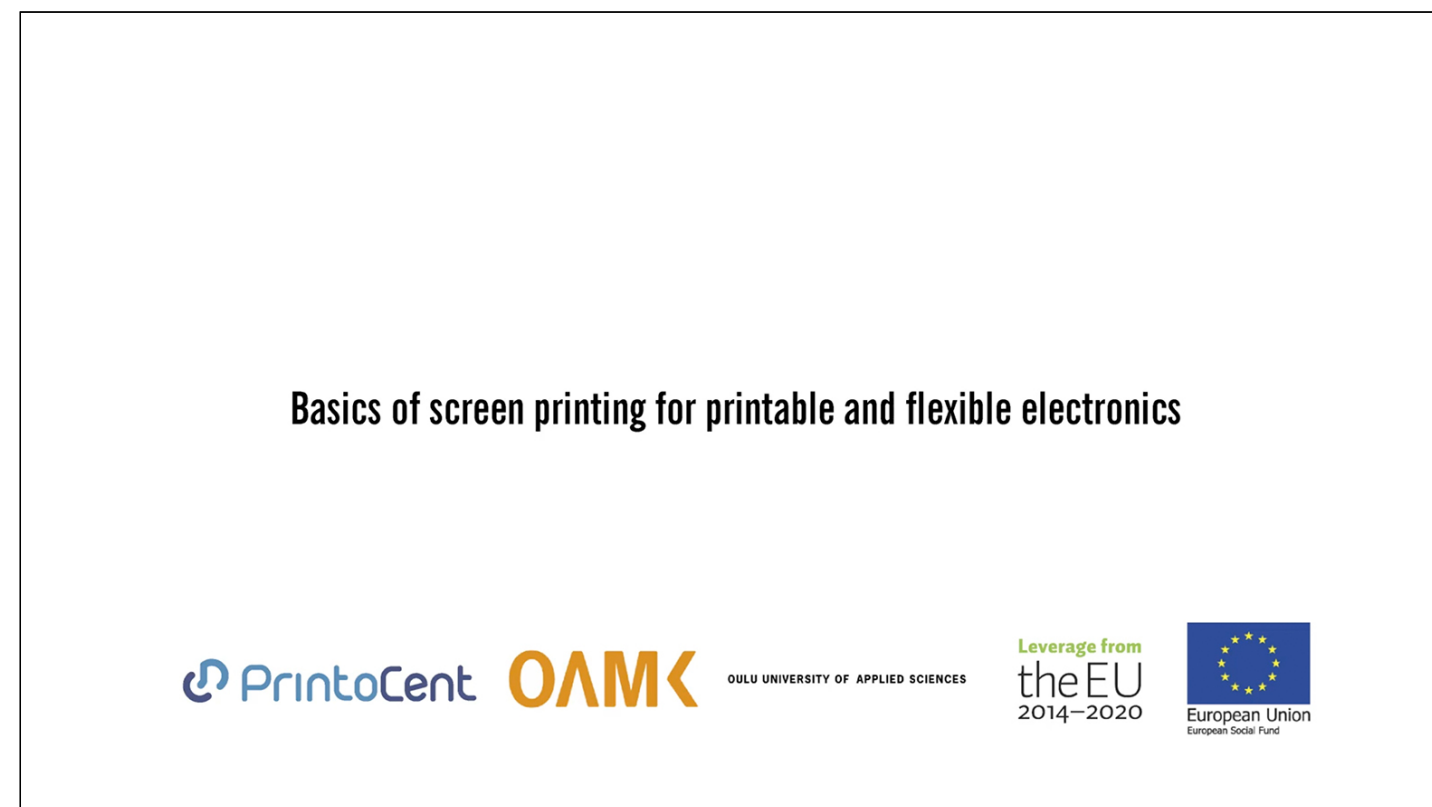 Basics of screen printing for printable and flexible electronics
PrintoCent
OAMK
OULU UNIVERSITY OF APPLIED SCIENCES
Leverage from
the EU
2014–2020
European Union
European Social Fund